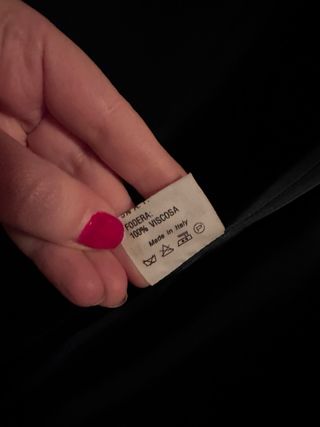 FODERA:
100% VISCOSA
Made in Italy
P